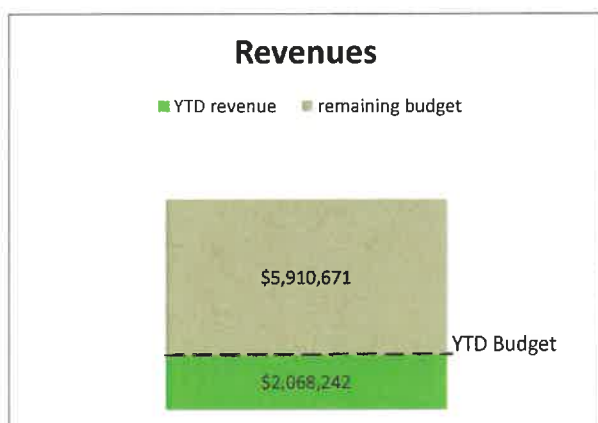 Revenues
YTD revenue remaining budget
$5,910,671
YTD Budget
$2,068,242